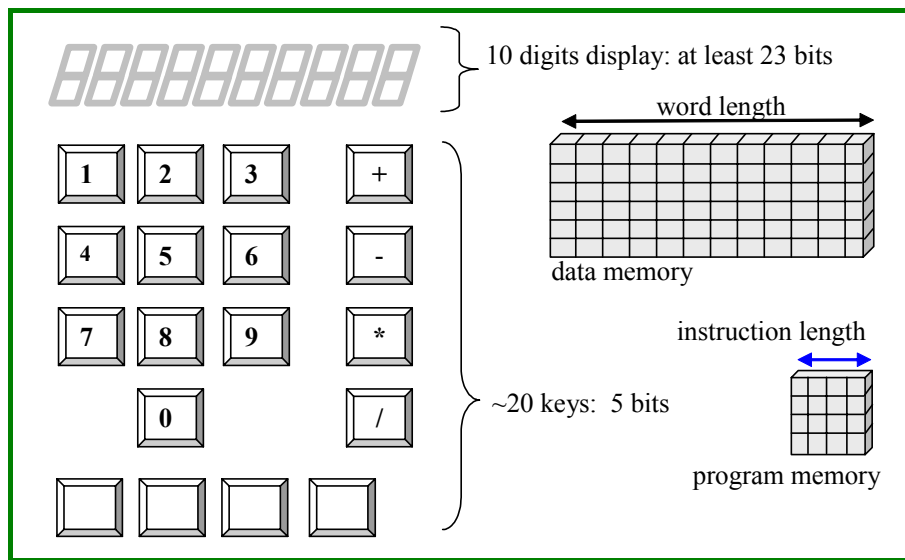 10 digits display: at least 23 bits
word length
1 2 3 +
4 5 6 -
data memory
7 8 9 *
instruction length
0 /
~20 keys: 5 bits
program memory